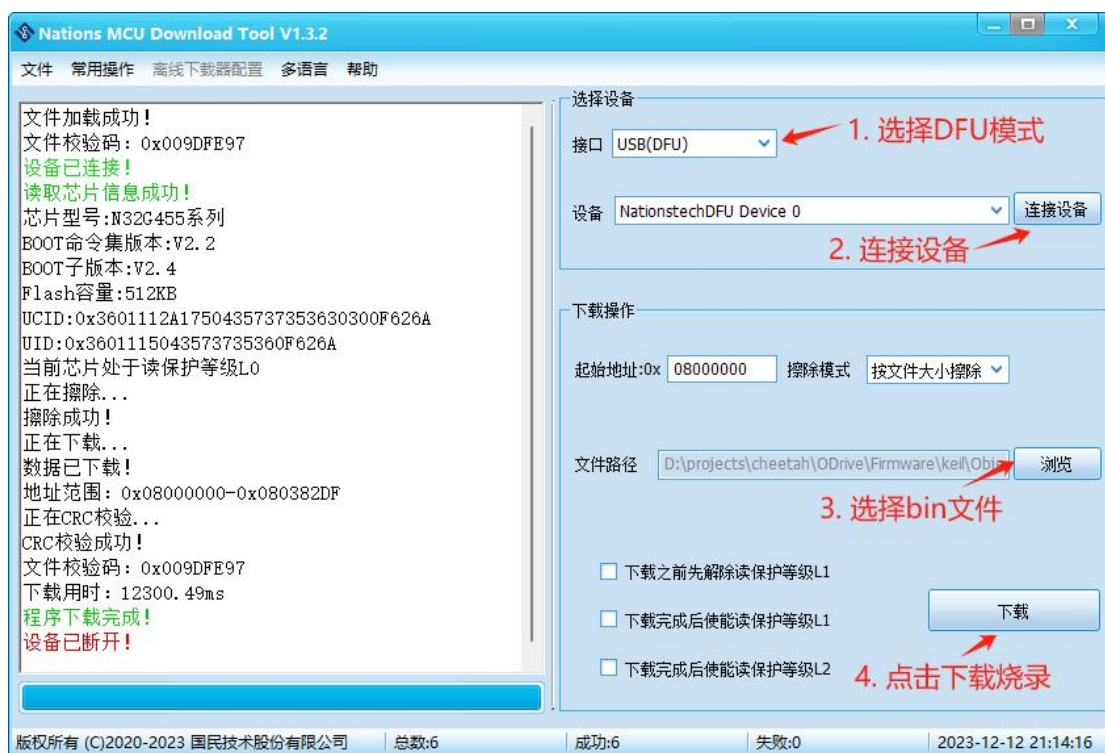 Nations MCU Download Tool V1.3.2
文件 常用操作 离线下载器配置 多语言 帮助
文件加载成功!
文件校验码: 0x009DFE97
设备已连接!
读取芯片信息成功!
芯片型号:N32G455系列
BOOT命令集版本:V2.2
BOOT子版本:V2.4
Flash容量:512KB
UCID:0x3601112A1750435737353630300F626A
UID:0x3601115043573735360F626A
当前芯片处于读保护等级L0
正在擦除...
擦除成功!
正在下载...
数据已下载!
地址范围: 0x08000000-0x080382DF
正在CRC校验...
CRC校验成功!
文件校验码: 0x009DFE97
下载用时: 12300.49ms
程序下载完成!
设备已断开!
选择设备
接口 USB(DFU) 1. 选择DFU模式
设备 NationstechDFU Device 0 连接设备
2. 连接设备
下载操作
起始地址:0x 08000000 擦除模式 按文件大小擦除
文件路径 D:\projects\cheetah\ODrive\Firmware\keil\Obje 浏览
3. 选择bin文件
下载之前先解除读保护等级L1
下载完成后使能读保护等级L1
下载
下载完成后使能读保护等级L2
4. 点击下载烧录
版权所有 (C)2020-2023 国民技术股份有限公司 总数:6 成功:6 失败:0 2023-12-12 21:14:16